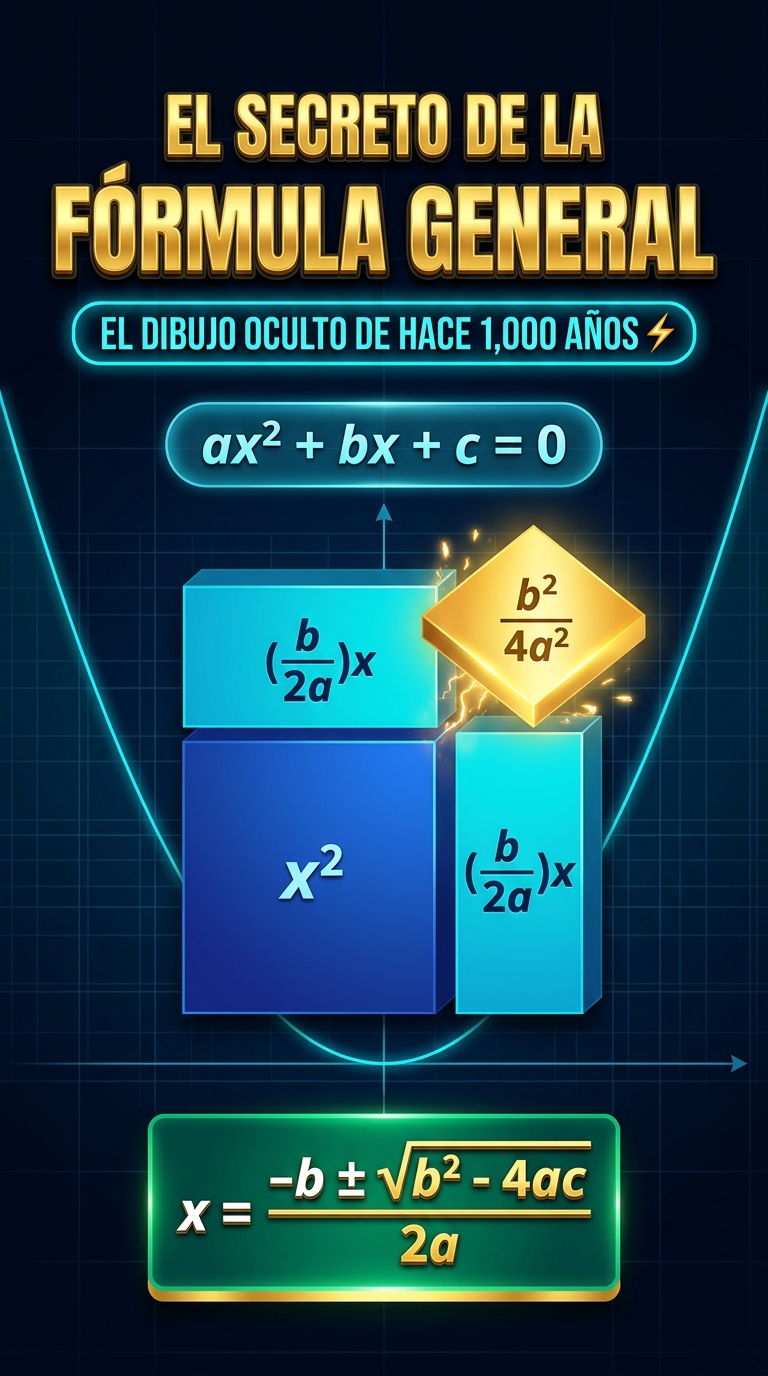 EL SECRETO DE LA
FÓRMULA GENERAL
EL DIBUJO OCULTO DE HACE 1,000 AÑOS⚡
ax² + bx + c = 0
b²/4a²
(b/2a)x
x²
(b/2a)x
x = –b ± √b² - 4ac / 2a